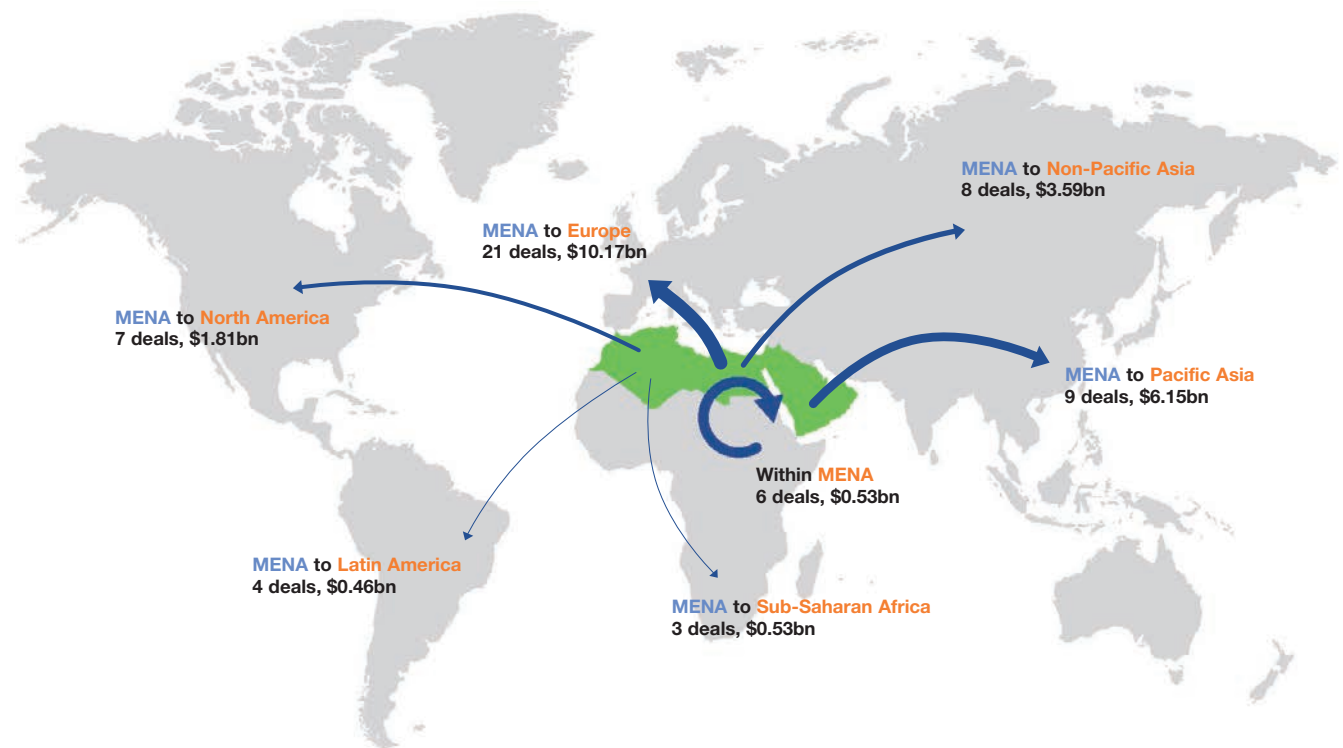 MENA to Non-Pacific Asia
8 deals, $3.59bn
MENA to Europe
21 deals, $10.17bn
MENA to North America
7 deals, $1.81bn
MENA to Pacific Asia
9 deals, $6.15bn
Within MENA
6 deals, $0.53bn
MENA to Latin America
4 deals, $0.46bn
MENA to Sub-Saharan Africa
3 deals, $0.53bn